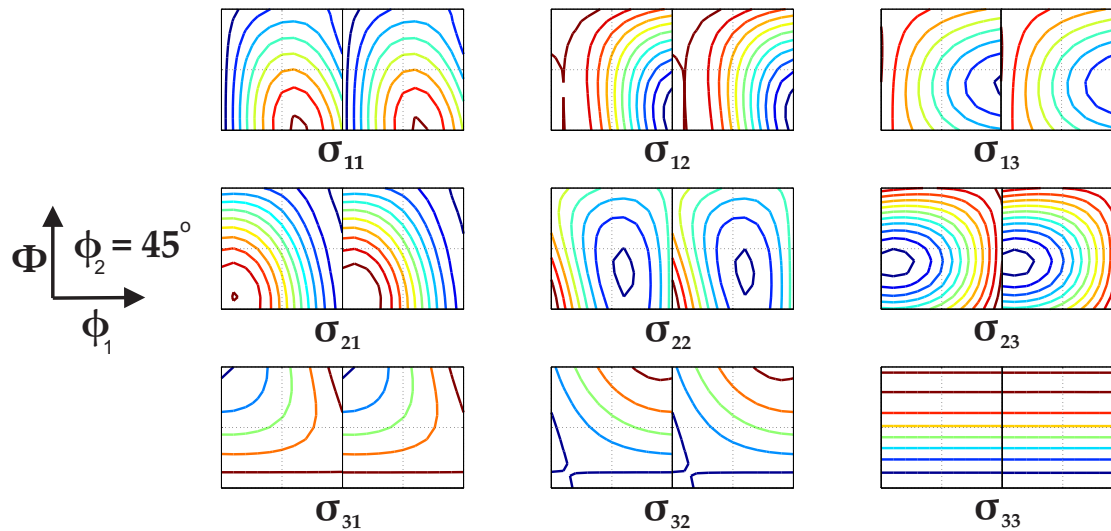 σ₁₁ σ₁₂ σ₁₃
Φ ϕ₂ = 45°
ϕ₁
σ₂₁ σ₂₂ σ₂₃
σ₃₁ σ₃₂ σ₃₃